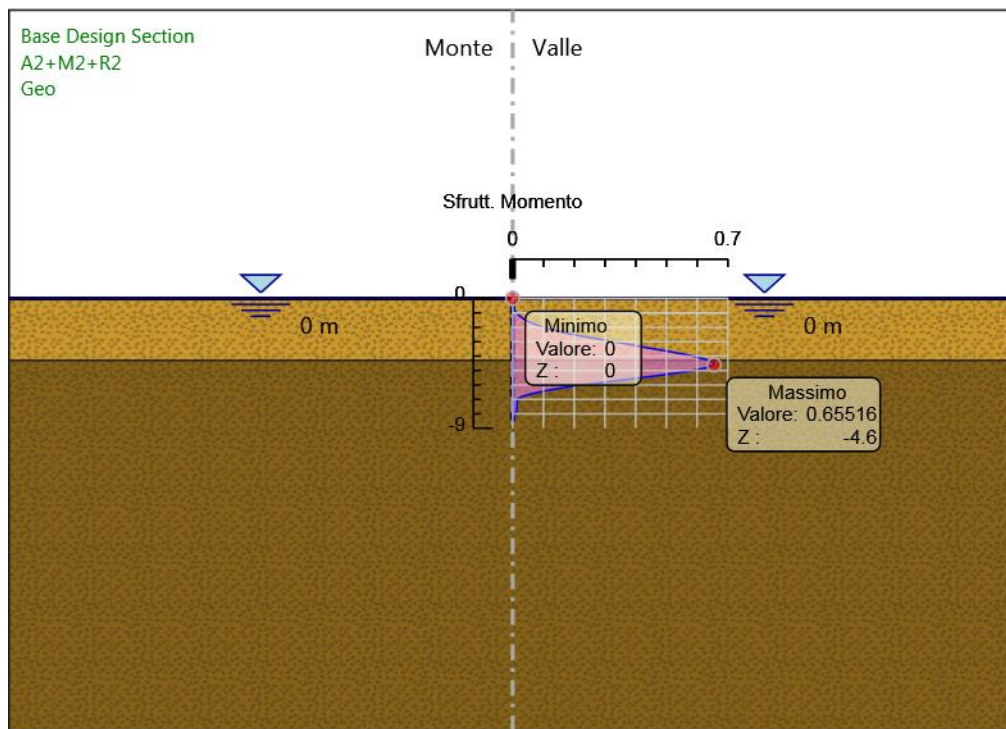 Base Design Section
A2+M2+R2
Geo
Monte
Valle
Sfrutt. Momento
0
0.7
0
0 m
0 m
Minimo
Valore: 0
Z : 0
Massimo
Valore: 0.65516
Z : -4.6
-9